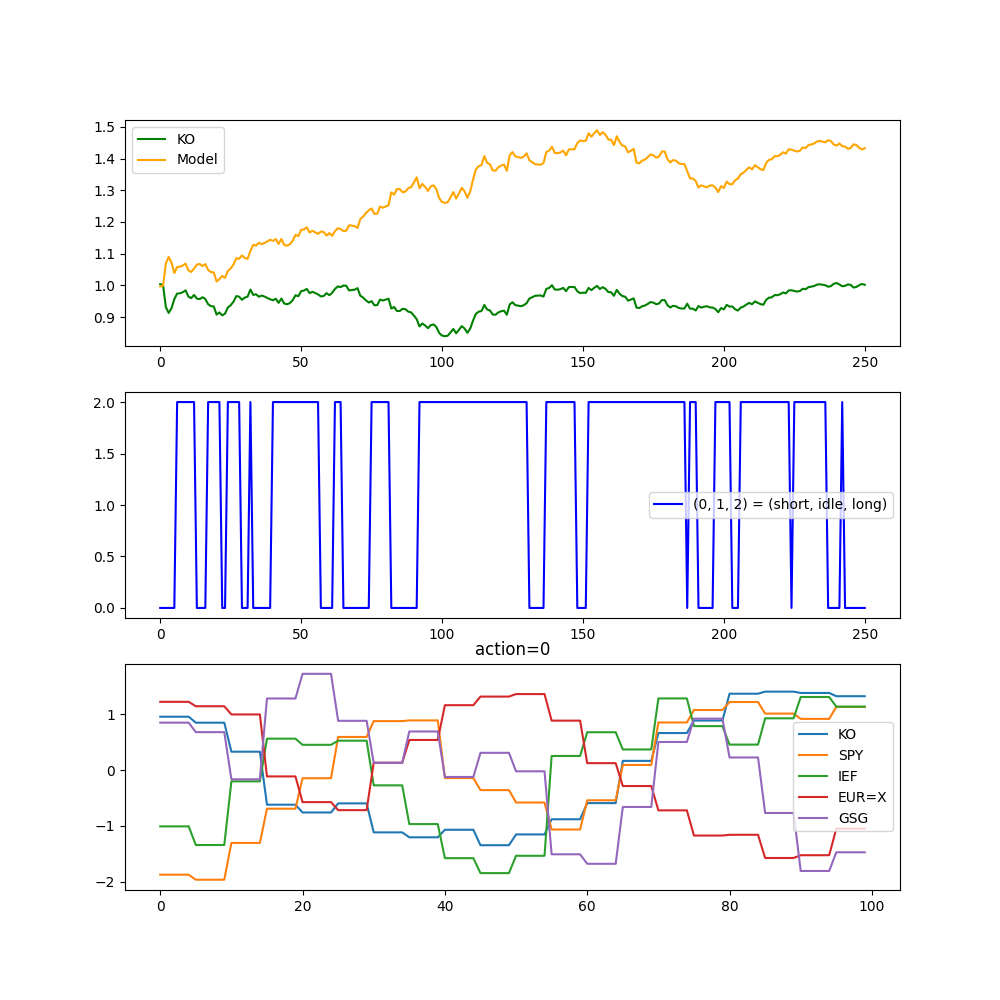 1.5
1.4
1.3
1.2
1.1
1.0
0.9
KO
Model
0 50 100 150 200 250
2.0
1.5
1.0
0.5
0.0
(0, 1, 2) = (short, idle, long)
0 50 100 150 200 250
action=0
1
0
−1
−2
KO
SPY
IEF
EUR=X
GSG
0 20 40 60 80 100